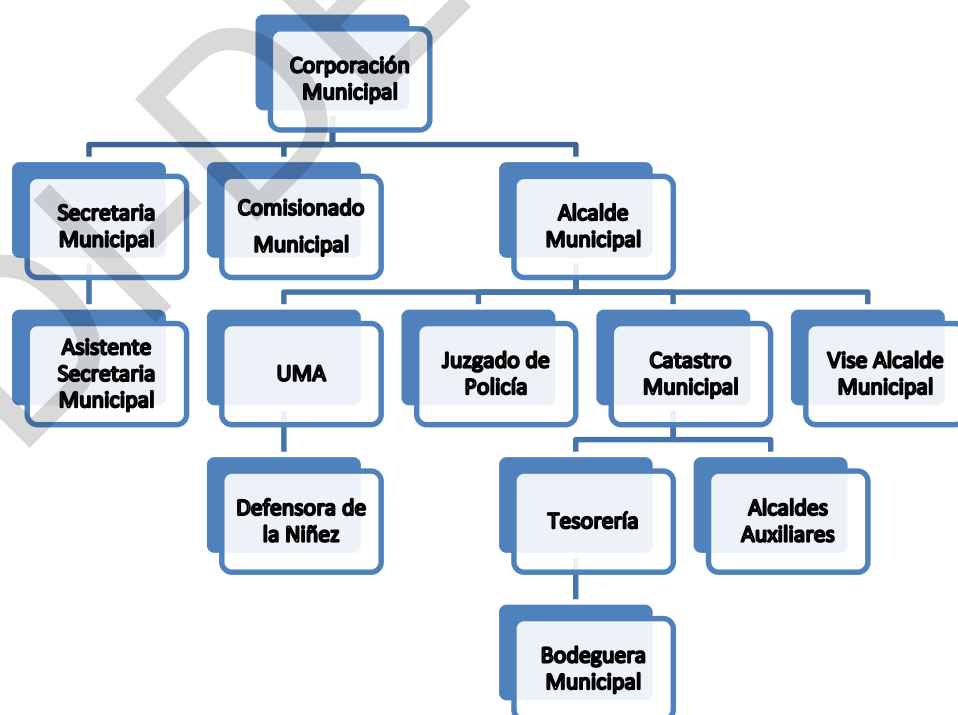 Corporación
Municipal
Secretaria
Municipal
Comisionado
Municipal
Alcalde
Municipal
Asistente
Secretaria
Municipal
UMA
Juzgado de
Policía
Catastro
Municipal
Vise Alcalde
Municipal
Defensora de
la Niñez
Tesorería
Alcaldes
Auxiliares
Bodeguera
Municipal